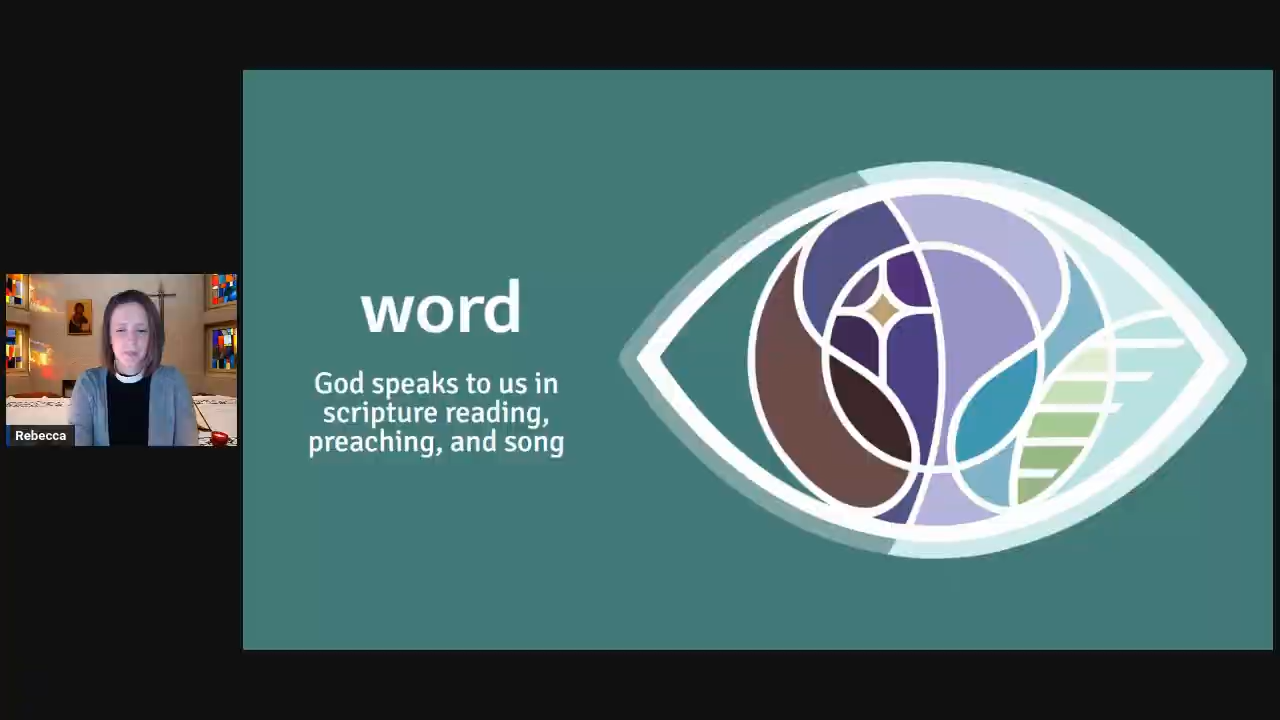 word
God speaks to us in
scripture reading,
preaching, and song
Rebecca